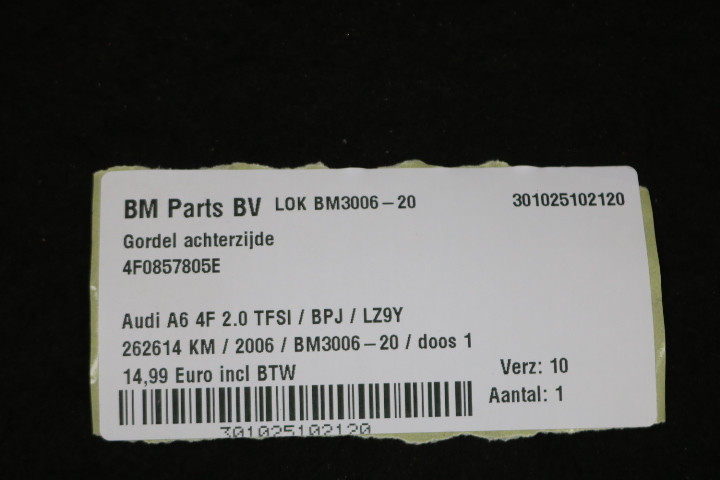 BM Parts BV LOK BM3006-20 301025102120
Gordel achterzijde
4F0857805E
Audi A6 4F 2.0 TFSI / BPJ / LZ9Y
262614 KM / 2006 / BM3006-20 / doos 1
14,99 Euro incl BTW Verz: 10
Aantal: 1
301025102120